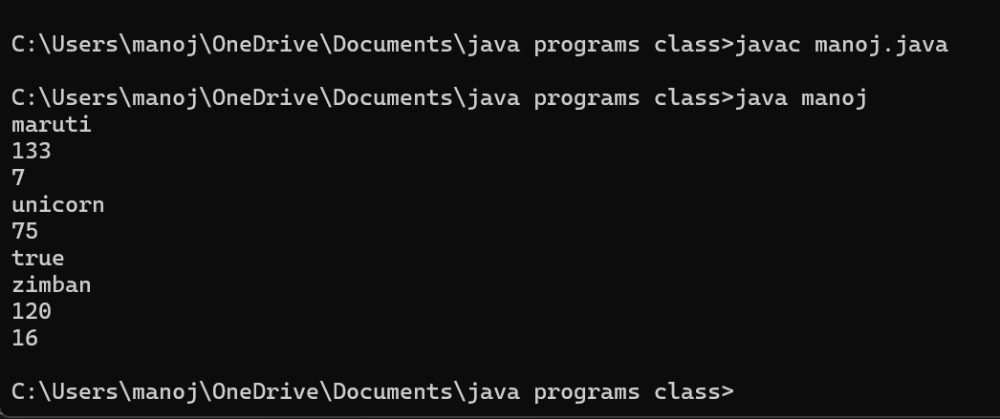 C:\Users\manoj\OneDrive\Documents\java programs class>javac manoj.java
C:\Users\manoj\OneDrive\Documents\java programs class>java manoj
maruti
133
7
unicorn
75
true
zimban
120
16
C:\Users\manoj\OneDrive\Documents\java programs class>